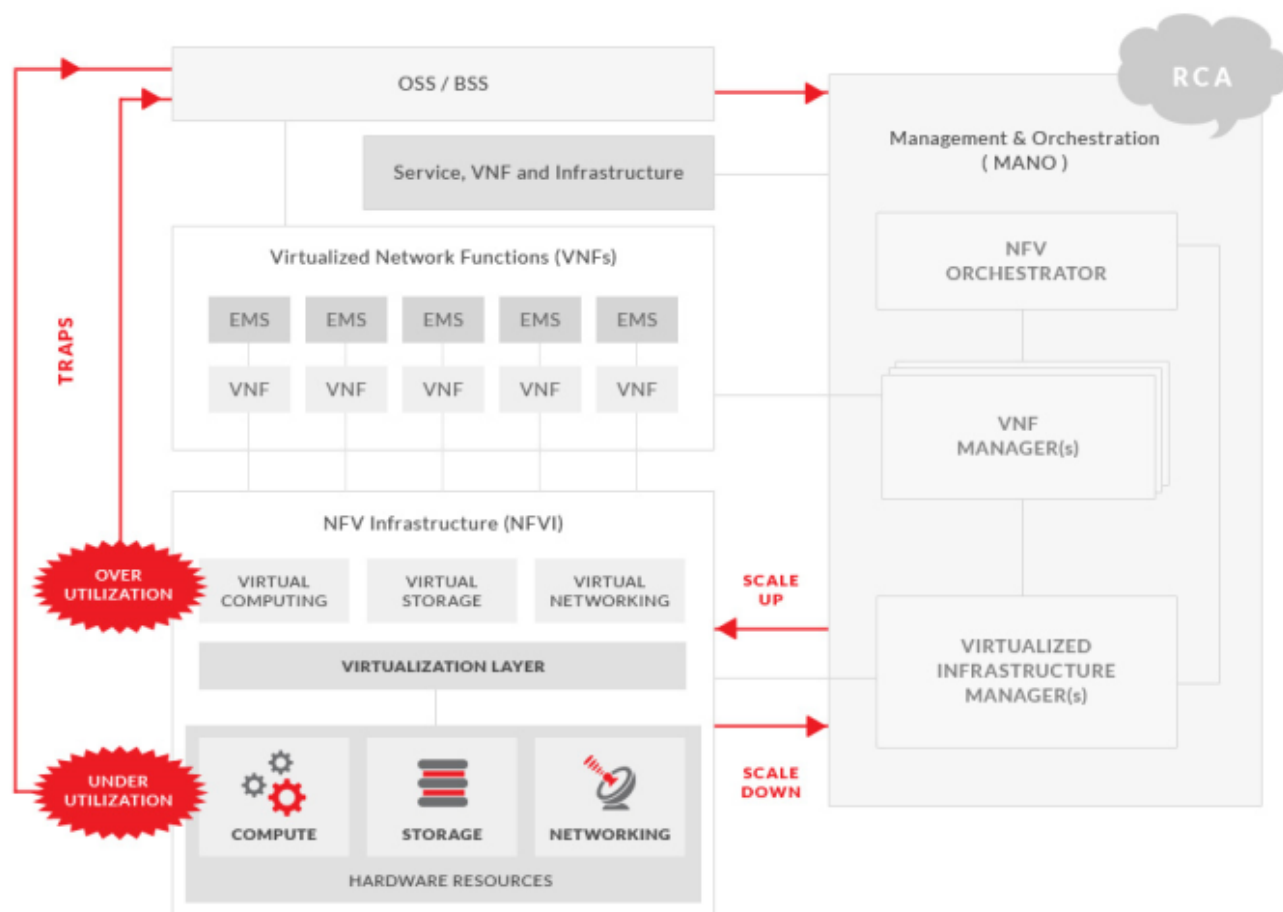 RCA
OSS / BSS
Management & Orchestration
( MANO )
Service, VNF and Infrastructure
NFV
ORCHESTRATOR
Virtualized Network Functions (VNFs)
EMS EMS EMS EMS EMS
VNF VNF VNF VNF VNF
TRAPS
VNF
MANAGER(s)
NFV Infrastructure (NFVI)
OVER
UTILIZATION
VIRTUAL
COMPUTING
VIRTUAL
STORAGE
VIRTUAL
NETWORKING
SCALE
UP
VIRTUALIZATION LAYER
VIRTUALIZED
INFRASTRUCTURE
MANAGER(s)
UNDER
UTILIZATION
COMPUTE
STORAGE
NETWORKING
SCALE
DOWN
HARDWARE RESOURCES